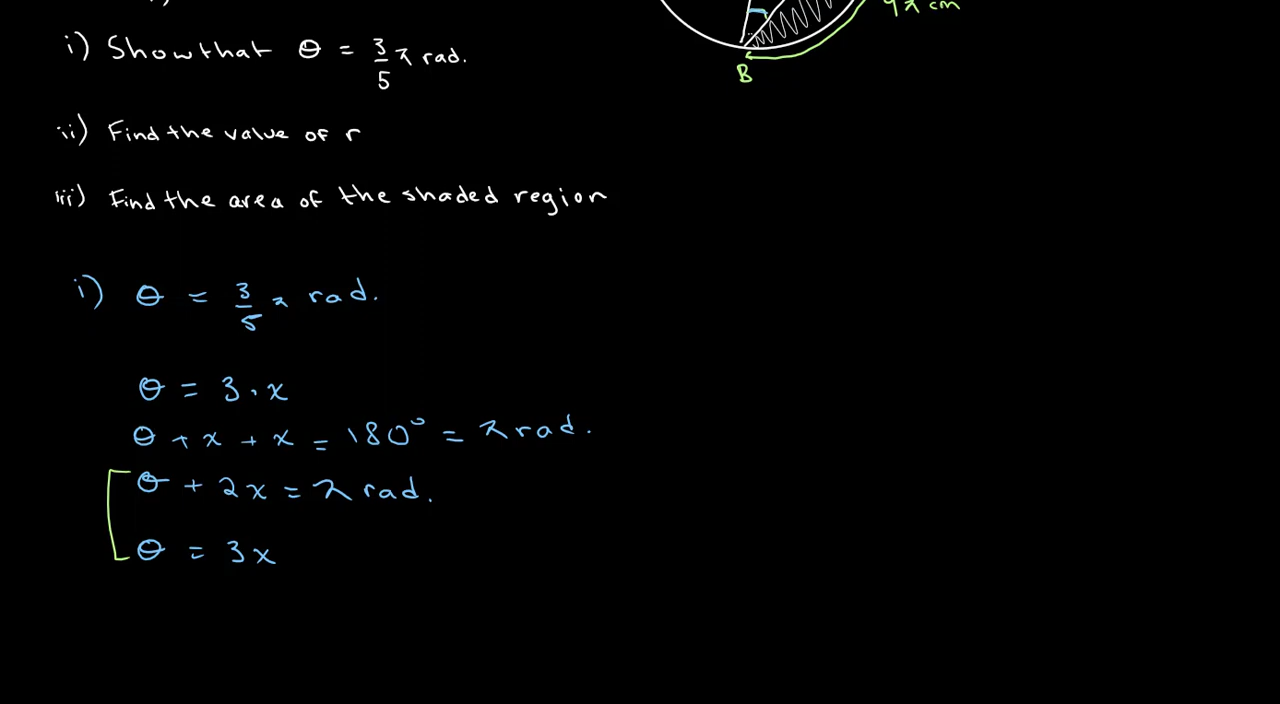 i) Show that θ = 3/5 π rad.
9π cm
B
ii) Find the value of r
iii) Find the area of the shaded region
i) θ = 3/5 π rad.
θ = 3 · x
θ + x + x = 180° = π rad.
θ + 2x = π rad.
θ = 3x